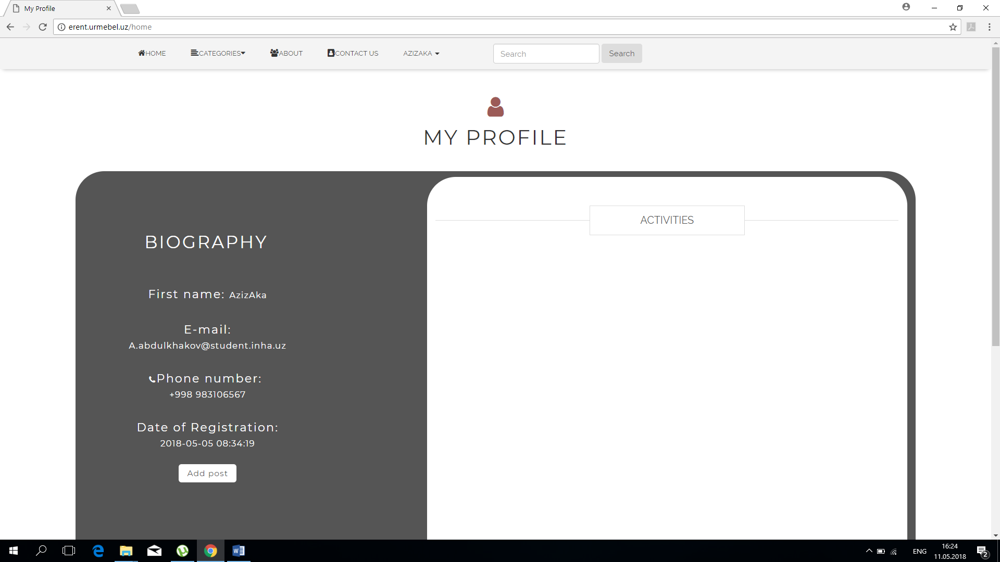 My Profile
erent.urmebel.uz/home
HOME CATEGORIES ABOUT CONTACT US AZIZAKA Search Search
MY PROFILE
ACTIVITIES
BIOGRAPHY
First name: AzizAka
E-mail:
A.abdulkhakov@student.inha.uz
Phone number:
+998 983106567
Date of Registration:
2018-05-05 08:34:19
Add post
ENG
16:24
11.05.2018
2